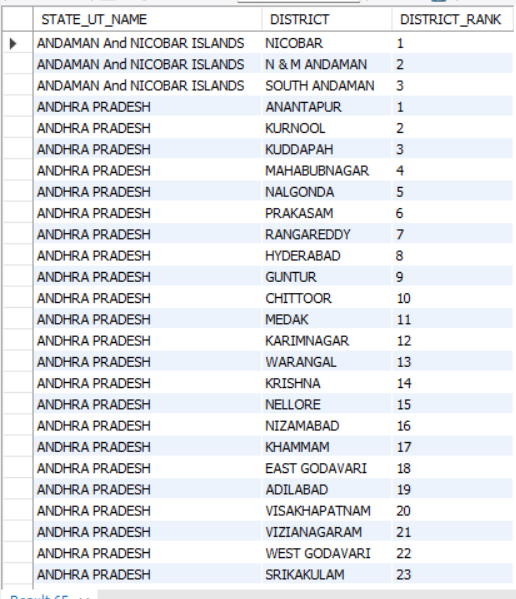 STATE_UT_NAME DISTRICT DISTRICT_RANK
ANDAMAN And NICOBAR ISLANDS NICOBAR 1
ANDAMAN And NICOBAR ISLANDS N & M ANDAMAN 2
ANDAMAN And NICOBAR ISLANDS SOUTH ANDAMAN 3
ANDHRA PRADESH ANANTAPUR 1
ANDHRA PRADESH KURNOOL 2
ANDHRA PRADESH KUDDAPAH 3
ANDHRA PRADESH MAHABUBNAGAR 4
ANDHRA PRADESH NALGONDA 5
ANDHRA PRADESH PRAKASAM 6
ANDHRA PRADESH RANGAREDDY 7
ANDHRA PRADESH HYDERABAD 8
ANDHRA PRADESH GUNTUR 9
ANDHRA PRADESH CHITTOOR 10
ANDHRA PRADESH MEDAK 11
ANDHRA PRADESH KARIMNAGAR 12
ANDHRA PRADESH WARANGAL 13
ANDHRA PRADESH KRISHNA 14
ANDHRA PRADESH NELLORE 15
ANDHRA PRADESH NIZAMABAD 16
ANDHRA PRADESH KHAMMAM 17
ANDHRA PRADESH EAST GODAVARI 18
ANDHRA PRADESH ADILABAD 19
ANDHRA PRADESH VISAKHAPATNAM 20
ANDHRA PRADESH VIZIANAGARAM 21
ANDHRA PRADESH WEST GODAVARI 22
ANDHRA PRADESH SRIKAKULAM 23